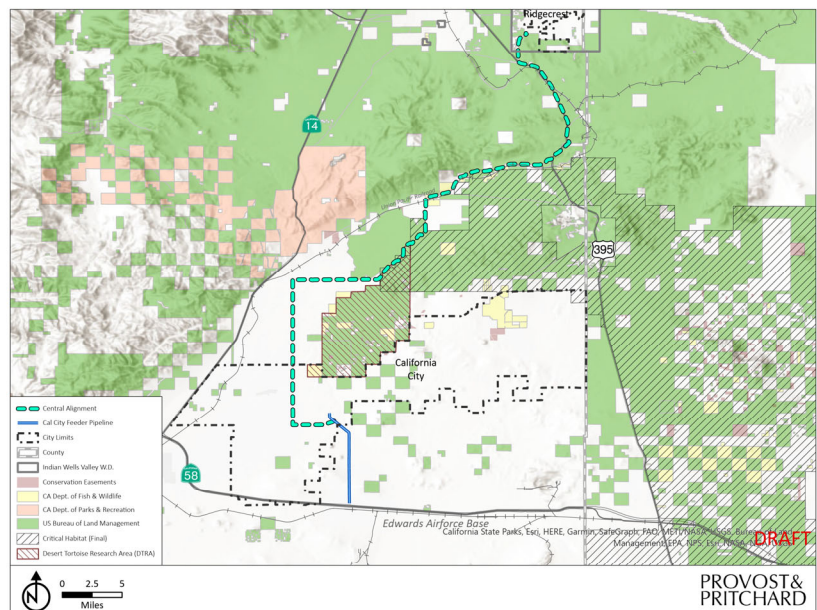 Ridgecrest
14
395
California
City
Central Alignment
Cal City Feeder Pipeline
City Limits
County
Indian Wells Valley W.D.
Conservation Easements
CA Dept. of Fish & Wildlife
CA Dept. of Parks & Recreation
US Bureau of Land Management
Critical Habitat (Final)
Desert Tortoise Research Area (DTRA)
58
Edwards Airforce Base
California State Parks, Esri, HERE, Garmin, SafeGraph, FAO, METI/NASA, USGS, Bureau of Land
Management, EPA, NPS, Esri, NASA,
DRAFT
N
0 2.5 5
Miles
PROVOST&
PRITCHARD